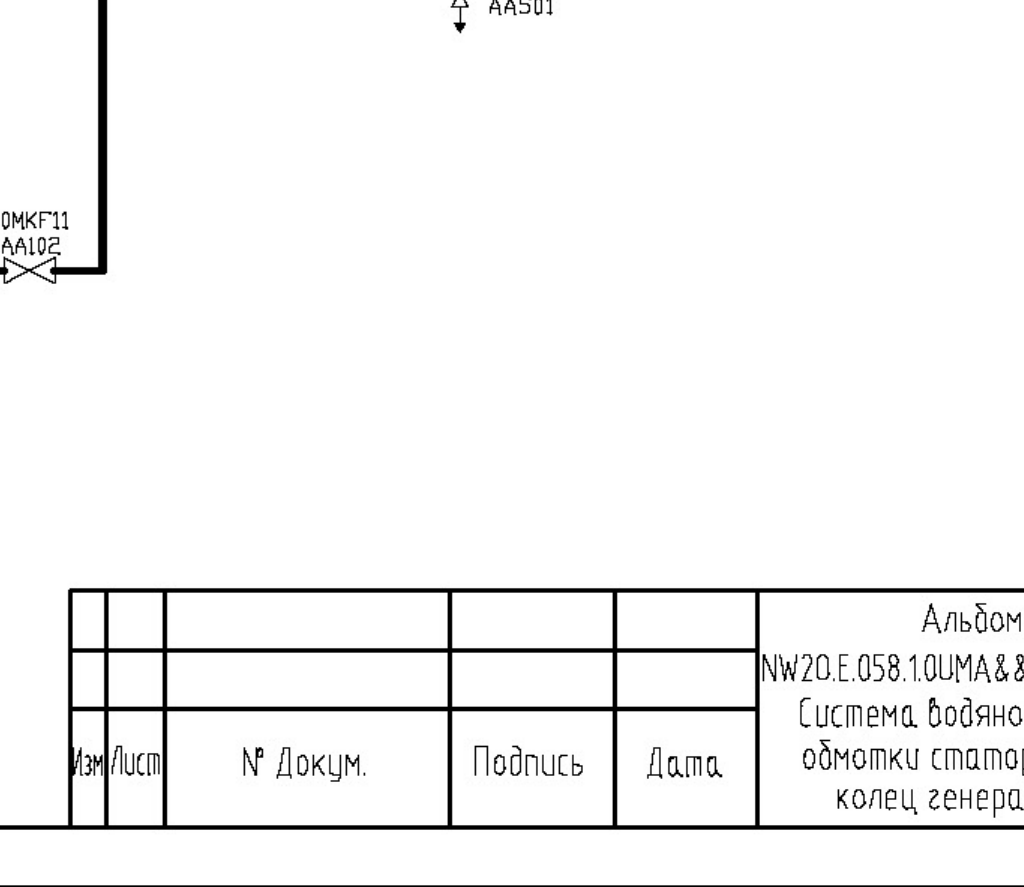 AA501
0MKF11
AA102
Альбом
NW20.E.058.1.0UMA&&
Система водяно
обмотки статор
колец генера
Изм Лист № Докум. Подпись Дата